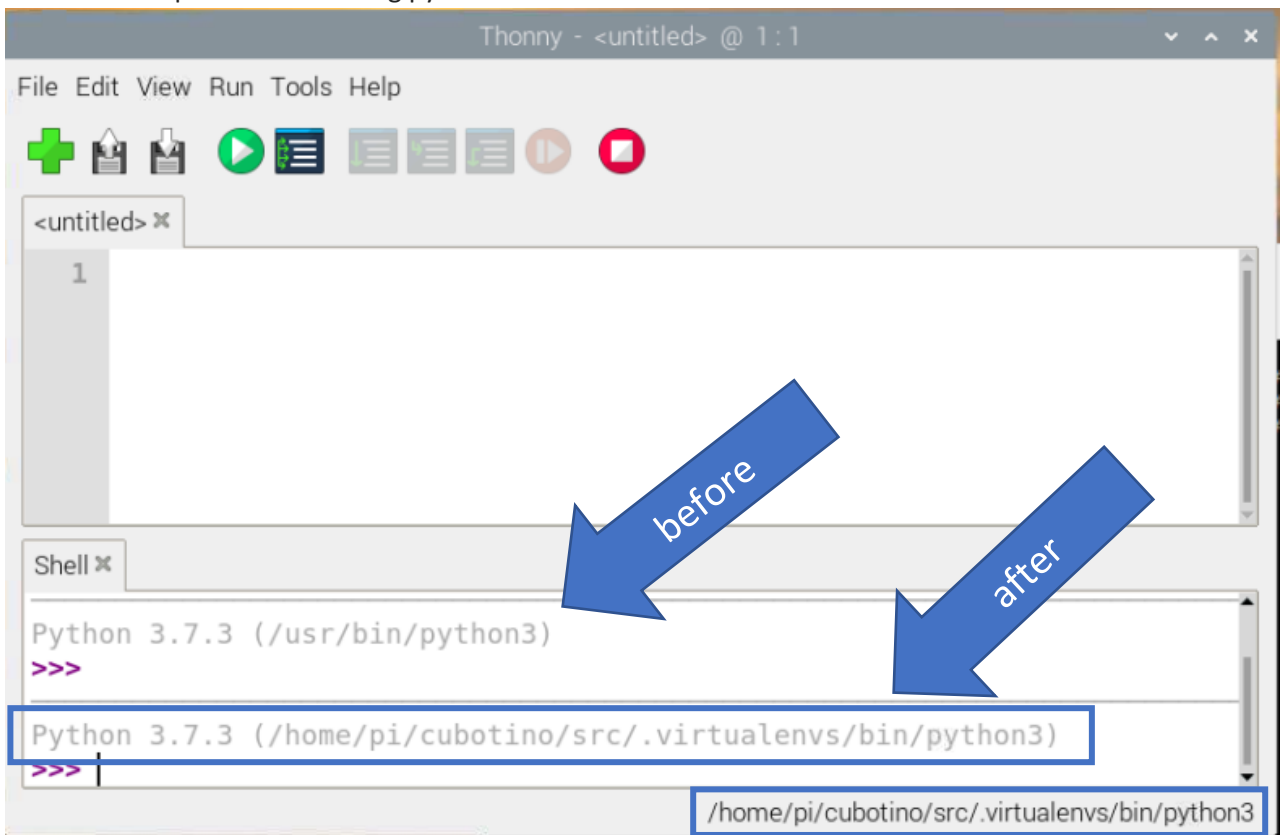 Thonny - <untitled> @ 1:1
File Edit View Run Tools Help
<untitled>
1
before
after
Shell
Python 3.7.3 (/usr/bin/python3)
>>>
Python 3.7.3 (/home/pi/cubotino/src/.virtualenvs/bin/python3)
>>>
/home/pi/cubotino/src/.virtualenvs/bin/python3